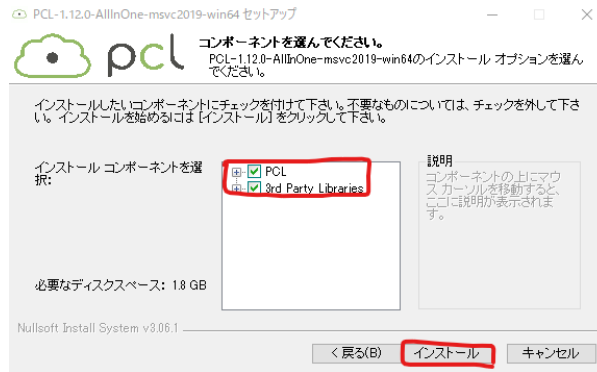 PCL-1.12.0-AllInOne-msvc2019-win64 セットアップ
pcl
コンポーネントを選んでください。
PCL-1.12.0-AllInOne-msvc2019-win64のインストール オプションを選ん
でください。
インストールしたいコンポーネントにチェックを付けて下さい。不要なものについては、チェックを外して下さ
い。 インストールを始めるには [インストール] をクリックして下さい。
インストール コンポーネントを選
択:
PCL
3rd Party Libraries
説明
コンポーネントの上にマウ
ス カーソルを移動すると、
ここに説明が表示されま
す。
必要なディスクスペース: 1.8 GB
Nullsoft Install System v3.06.1
< 戻る(B)
インストール
キャンセル